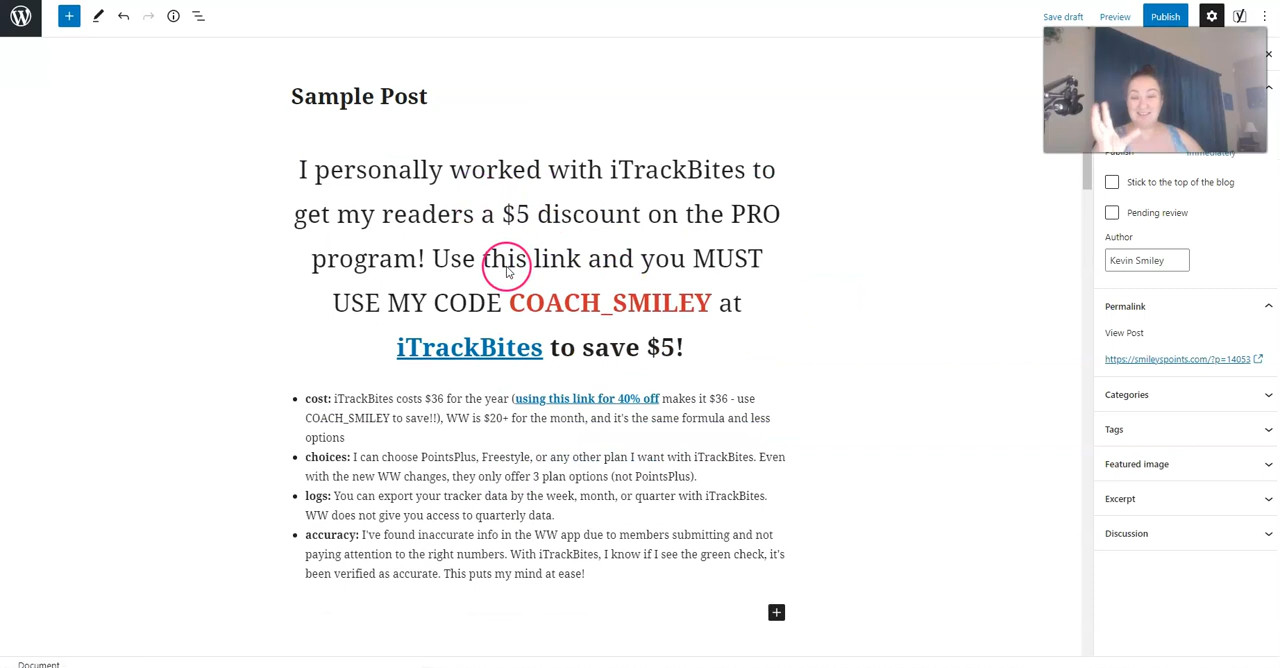 Save draft
Preview
Publish
Sample Post
I personally worked with iTrackBites to
get my readers a $5 discount on the PRO
program! Use this link and you MUST
USE MY CODE COACH_SMILEY at
iTrackBites to save $5!
cost: iTrackBites costs $36 for the year (using this link for 40% off makes it $36 - use
COACH_SMILEY to save!!), WW is $20+ for the month, and it's the same formula and less
options
choices: I can choose PointsPlus, Freestyle, or any other plan I want with iTrackBites. Even
with the new WW changes, they only offer 3 plan options (not PointsPlus).
logs: You can export your tracker data by the week, month, or quarter with iTrackBites.
WW does not give you access to quarterly data.
accuracy: I've found inaccurate info in the WW app due to members submitting and not
paying attention to the right numbers. With iTrackBites, I know if I see the green check, it's
been verified as accurate. This puts my mind at ease!
Publish
Immediately
Stick to the top of the blog
Pending review
Author
Kevin Smiley
Permalink
View Post
https://smileyspoints.com/?p=14053
Categories
Tags
Featured image
Excerpt
Discussion
Document